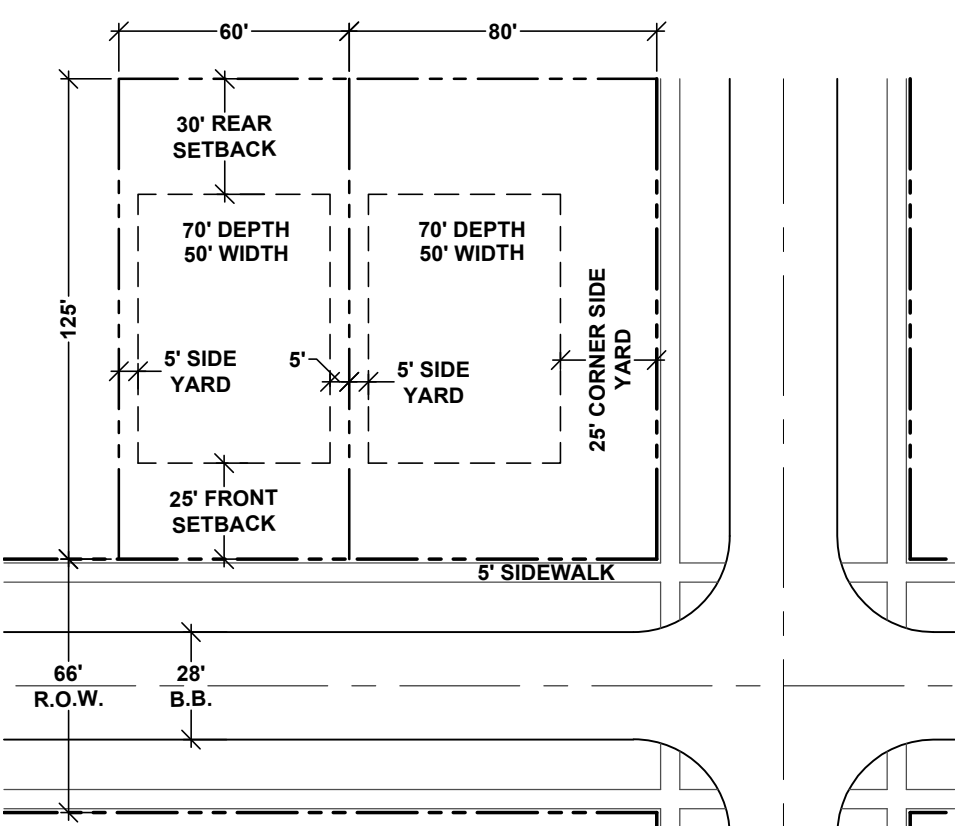 60'
80'
30' REAR
SETBACK
70' DEPTH
50' WIDTH
70' DEPTH
50' WIDTH
125'
5' SIDE
YARD
5'
5' SIDE
YARD
25' CORNER SIDE
YARD
25' FRONT
SETBACK
5' SIDEWALK
66'
R.O.W.
28'
B.B.